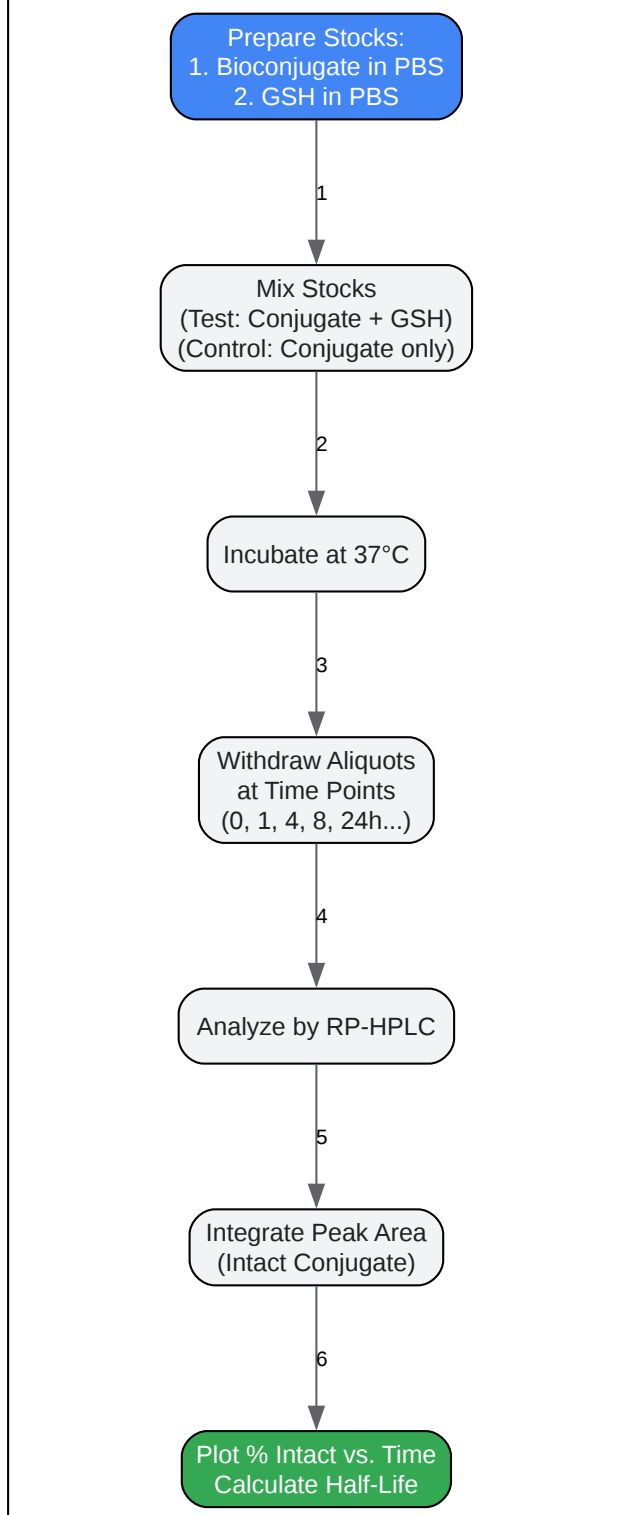 Prepare Stocks:
1. Bioconjugate in PBS
2. GSH in PBS
1
Mix Stocks
(Test: Conjugate + GSH)
(Control: Conjugate only)
2
Incubate at 37°C
3
Withdraw Aliquots
at Time Points
(0, 1, 4, 8, 24h...)
4
Analyze by RP-HPLC
5
Integrate Peak Area
(Intact Conjugate)
6
Plot % Intact vs. Time
Calculate Half-Life